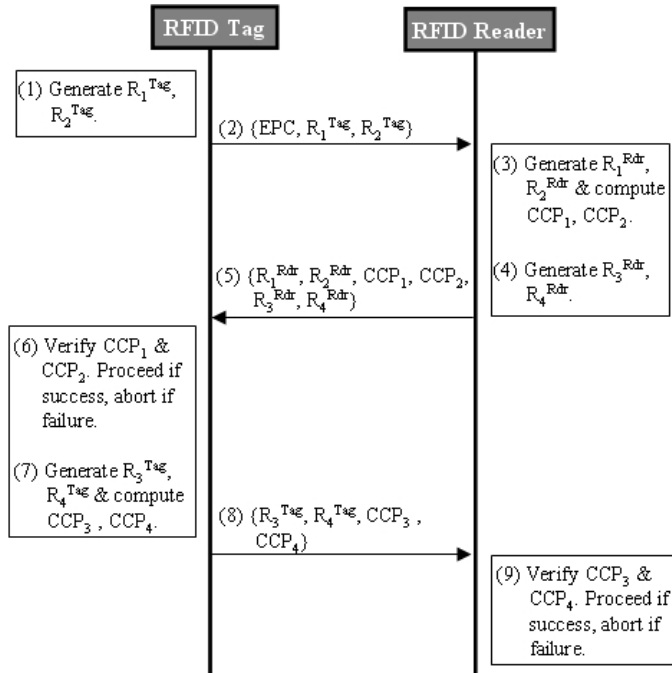 RFID Tag
RFID Reader
(1) Generate R₁ᵀᵃᵍ,
R₂ᵀᵃᵍ.
(2) {EPC, R₁ᵀᵃᵍ, R₂ᵀᵃᵍ}
(3) Generate R₁ᴿᵈʳ,
R₂ᴿᵈʳ & compute
CCP₁, CCP₂.
(4) Generate R₃ᴿᵈʳ,
R₄ᴿᵈʳ.
(5) {R₁ᴿᵈʳ, R₂ᴿᵈʳ, CCP₁, CCP₂,
R₃ᴿᵈʳ, R₄ᴿᵈʳ}
(6) Verify CCP₁ &
CCP₂. Proceed if
success, abort if
failure.
(7) Generate R₃ᵀᵃᵍ,
R₄ᵀᵃᵍ & compute
CCP₃ , CCP₄.
(8) {R₃ᵀᵃᵍ, R₄ᵀᵃᵍ, CCP₃ ,
CCP₄}
(9) Verify CCP₃ &
CCP₄. Proceed if
success, abort if
failure.